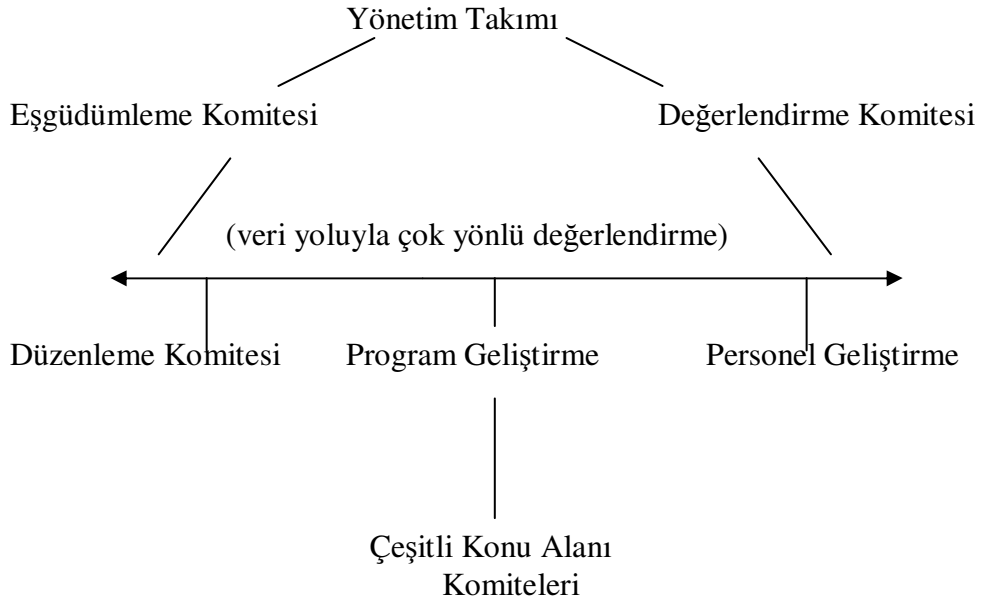 Yönetim Takımı
Eşgüdümleme Komitesi
Değerlendirme Komitesi
(veri yoluyla çok yönlü değerlendirme)
Düzenleme Komitesi
Program Geliştirme
Personel Geliştirme
Çeşitli Konu Alanı
Komiteleri